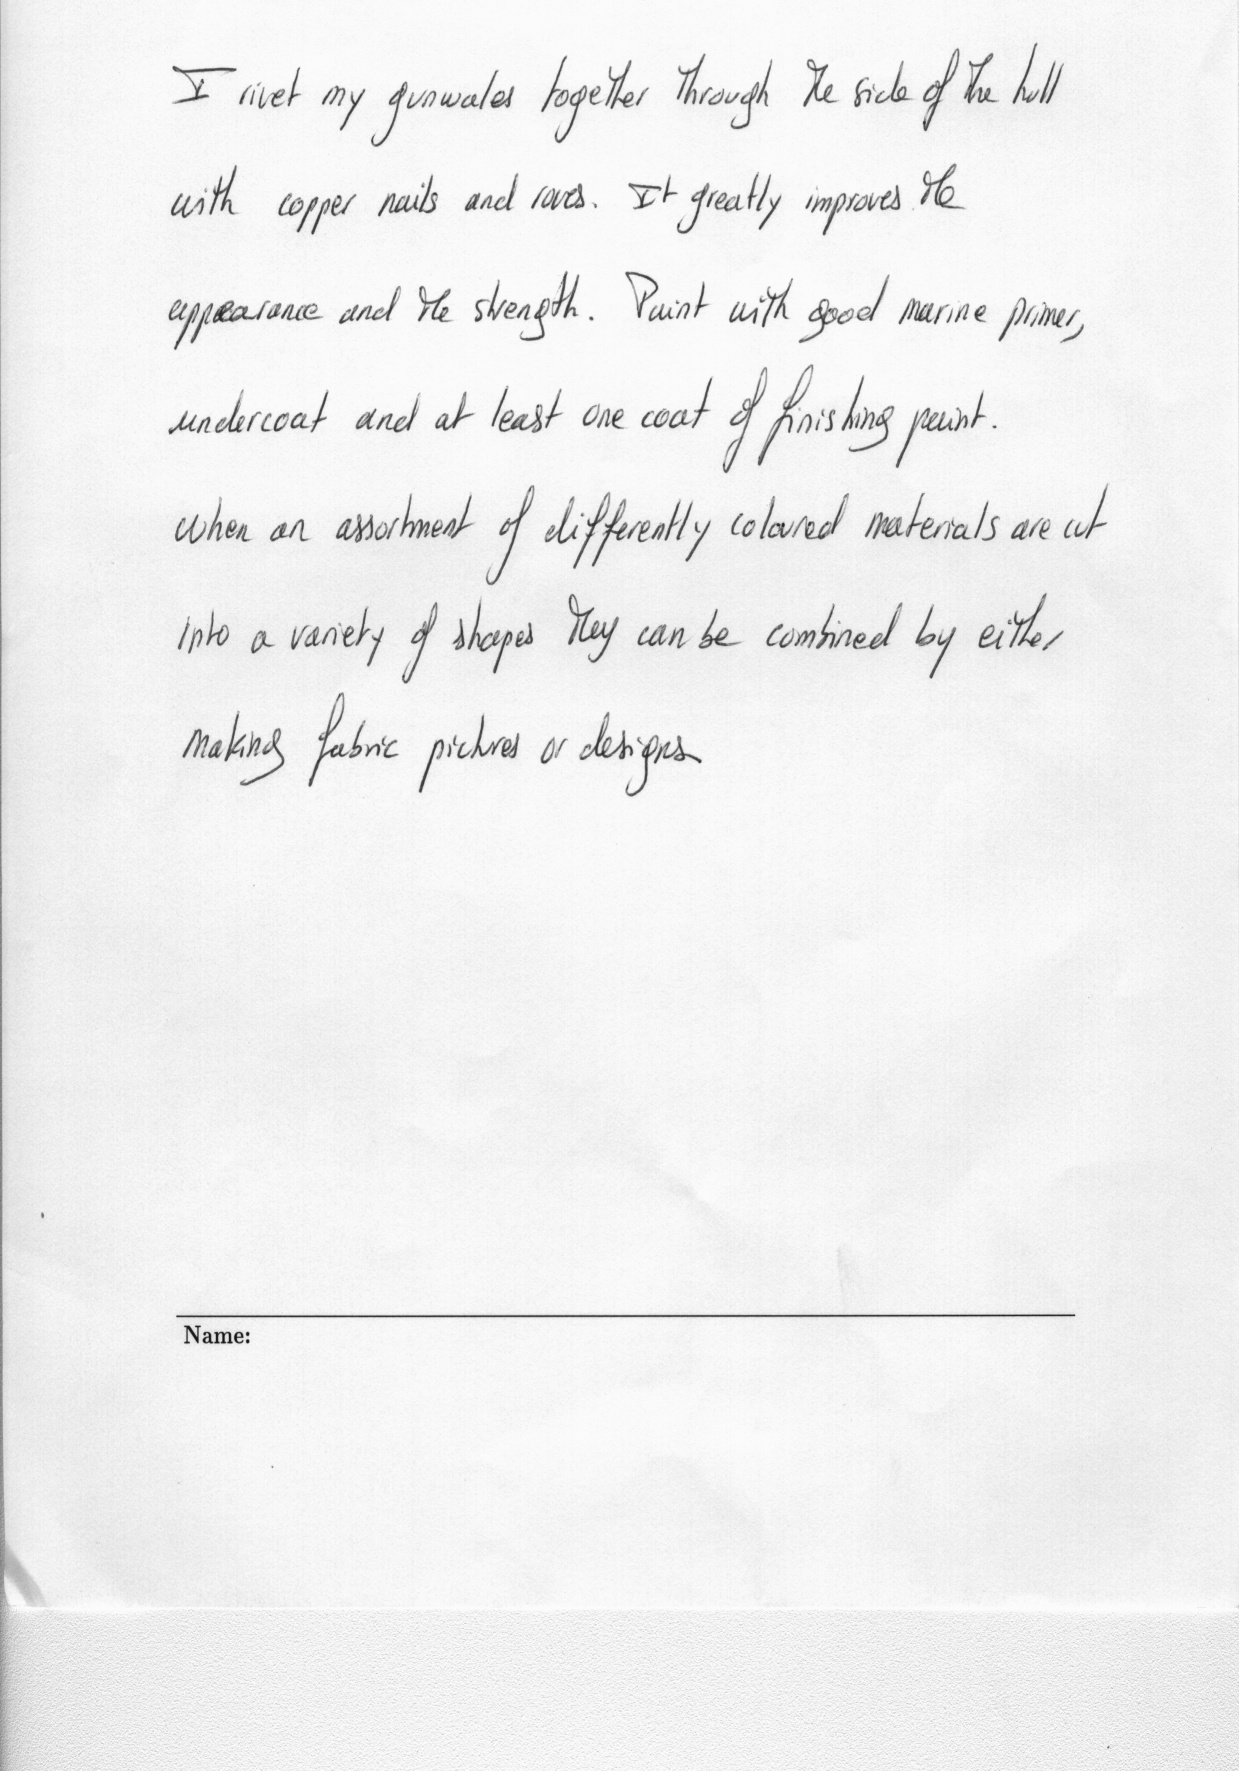 I rivet my gunwales together through the side of the hull
with copper nails and roves. It greatly improves the
appearance and the strength. Paint with good marine primer,
undercoat and at least one coat of finishing paint.
When an assortment of differently coloured materials are cut
into a variety of shapes they can be combined by either
making fabric pictures or designs
Name: